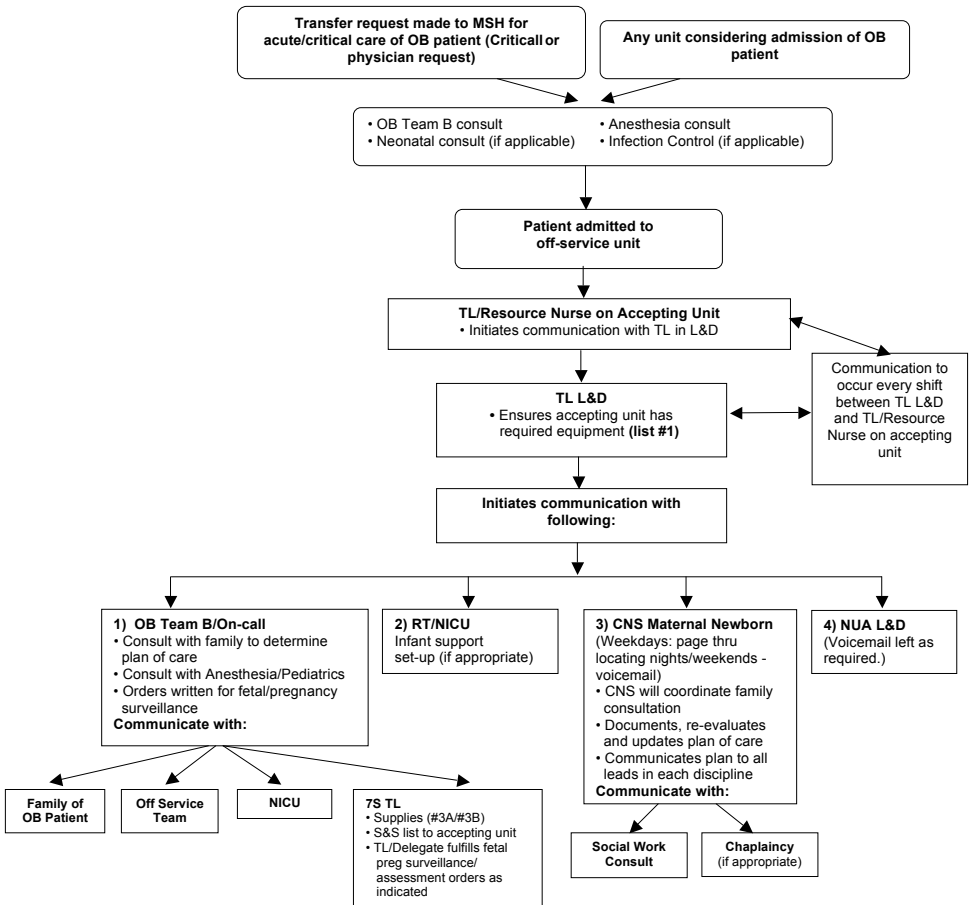 Transfer request made to MSH for
acute/critical care of OB patient (Criticall or
physician request)
Any unit considering admission of OB
patient
• OB Team B consult
• Neonatal consult (if applicable)
• Anesthesia consult
• Infection Control (if applicable)
Patient admitted to
off-service unit
TL/Resource Nurse on Accepting Unit
• Initiates communication with TL in L&D
Communication to
occur every shift
between TL L&D
and TL/Resource
Nurse on accepting
unit
TL L&D
• Ensures accepting unit has
required equipment (list #1)
Initiates communication with
following:
1) OB Team B/On-call
• Consult with family to determine
plan of care
• Consult with Anesthesia/Pediatrics
• Orders written for fetal/pregnancy
surveillance
Communicate with:
2) RT/NICU
Infant support
set-up (if appropriate)
3) CNS Maternal Newborn
(Weekdays: page thru
locating nights/weekends -
voicemail)
• CNS will coordinate family
consultation
• Documents, re-evaluates
and updates plan of care
• Communicates plan to all
leads in each discipline
Communicate with:
4) NUA L&D
(Voicemail left as
required.)
Family of
OB Patient
Off Service
Team
NICU
7S TL
• Supplies (#3A/#3B)
• S&S list to accepting unit
• TL/Delegate fulfills fetal
preg surveillance/
assessment orders as
indicated
Social Work
Consult
Chaplaincy
(if appropriate)